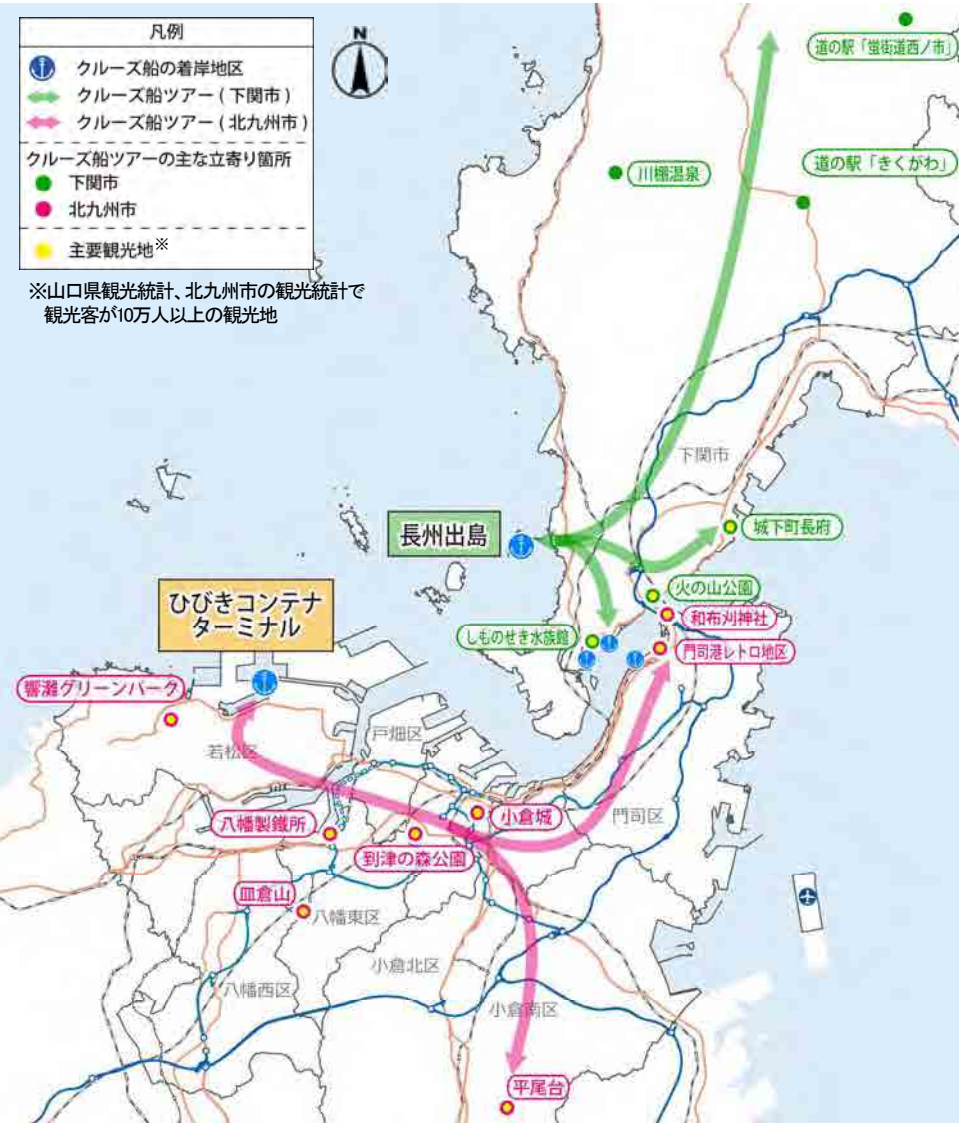 凡例
クルーズ船の着岸地区
クルーズ船ツアー(下関市)
クルーズ船ツアー(北九州市)
クルーズ船ツアーの主な立寄り箇所
下関市
北九州市
主要観光地※
※山口県観光統計、北九州市の観光統計で
観光客が10万人以上の観光地
N
道の駅「蛍街道西ノ市」
道の駅「きくがわ」
川棚温泉
下関市
長州出島
城下町長府
火の山公園
和布刈神社
しものせき水族館
門司港レトロ地区
ひびきコンテナ
ターミナル
響灘グリーンパーク
若松区
戸畑区
八幡製鐵所
到津の森公園
小倉城
門司区
皿倉山
八幡東区
小倉北区
八幡西区
小倉南区
平尾台